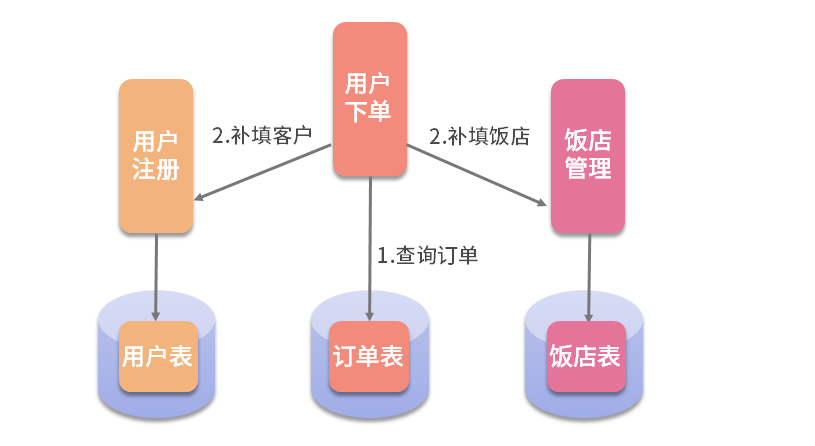 用户
下单
用户
注册
2.补填客户
2.补填饭店
饭店
管理
1.查询订单
用户表
订单表
饭店表